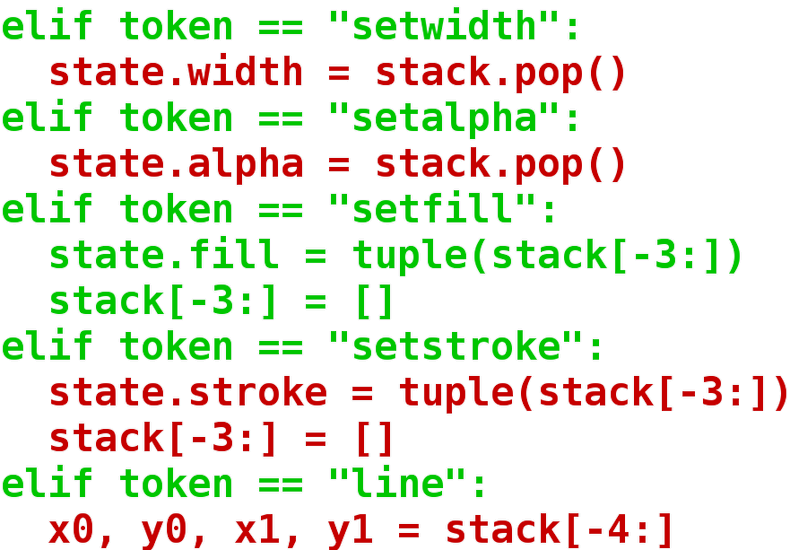 elif token == "setwidth":
  state.width = stack.pop()
elif token == "setalpha":
  state.alpha = stack.pop()
elif token == "setfill":
  state.fill = tuple(stack[-3:])
  stack[-3:] = []
elif token == "setstroke":
  state.stroke = tuple(stack[-3:])
  stack[-3:] = []
elif token == "line":
  x0, y0, x1, y1 = stack[-4:]